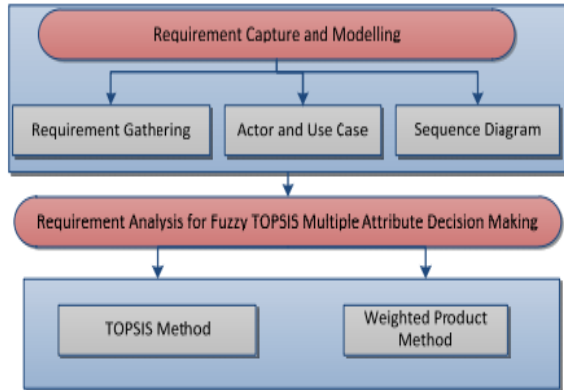 Requirement Capture and Modelling
Requirement Gathering
Actor and Use Case
Sequence Diagram
Requirement Analysis for Fuzzy TOPSIS Multiple Attribute Decision Making
TOPSIS Method
Weighted Product
Method